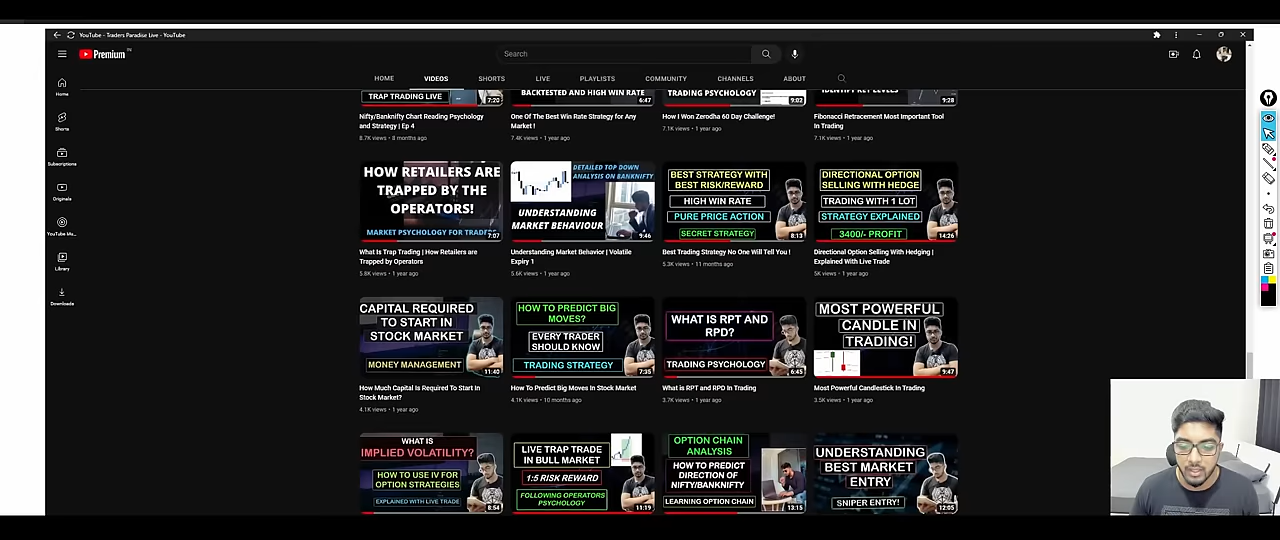 YouTube - Traders Paradise Live - YouTube
Premium IN
Search
HOME VIDEOS SHORTS LIVE PLAYLISTS COMMUNITY CHANNELS ABOUT
Home
Shorts
Subscriptions
Originals
YouTube Mu...
Library
Downloads
TRAP TRADING LIVE
7:20
Nifty/Banknifty Chart Reading Psychology
and Strategy | Ep 4
8.7K views • 8 months ago
BACKTESTED AND HIGH WIN RATE
6:47
One Of The Best Win Rate Strategy for Any
Market !
7.4K views • 1 year ago
TRADING PSYCHOLOGY
9:02
How I Won Zerodha 60 Day Challenge!
7.1K views • 1 year ago
IDENTIFY KEY LEVELS
9:28
Fibonacci Retracement Most Important Tool
In Trading
7.1K views • 1 year ago
HOW RETAILERS ARE
TRAPPED BY THE
OPERATORS!
MARKET PSYCHOLOGY FOR TRADERS
7:07
What Is Trap Trading | How Retailers are
Trapped by Operators
5.8K views • 1 year ago
DETAILED TOP DOWN
ANALYSIS ON BANKNIFTY
UNDERSTANDING
MARKET BEHAVIOUR
9:46
Understanding Market Behavior | Volatile
Expiry 1
5.6K views • 1 year ago
BEST STRATEGY WITH
BEST RISK/REWARD
HIGH WIN RATE
PURE PRICE ACTION
SECRET STRATEGY
8:13
Best Trading Strategy No One Will Tell You !
5.3K views • 11 months ago
DIRECTIONAL OPTION
SELLING WITH HEDGE
TRADING WITH 1 LOT
STRATEGY EXPLAINED
3400/- PROFIT
14:26
Directional Option Selling With Hedging |
Explained With Live Trade
5K views • 1 year ago
CAPITAL REQUIRED
TO START IN
STOCK MARKET
MONEY MANAGEMENT
11:40
How Much Capital Is Required To Start In
Stock Market?
4.1K views • 1 year ago
HOW TO PREDICT BIG
MOVES?
EVERY TRADER
SHOULD KNOW
TRADING STRATEGY
7:35
How To Predict Big Moves In Stock Market
4.1K views • 10 months ago
WHAT IS RPT AND
RPD?
TRADING PSYCHOLOGY
6:45
What is RPT and RPD In Trading
3.7K views • 1 year ago
MOST POWERFUL
CANDLE IN
TRADING!
9:47
Most Powerful Candlestick In Trading
3.5K views • 1 year ago
WHAT IS
IMPLIED VOLATILITY?
HOW TO USE IV FOR
OPTION STRATEGIES
EXPLAINED WITH LIVE TRADE
8:54
LIVE TRAP TRADE
IN BULL MARKET
1:5 RISK REWARD
FOLLOWING OPERATORS
PSYCHOLOGY
11:19
OPTION CHAIN
ANALYSIS
HOW TO PREDICT
DIRECTION OF
NIFTY/BANKNIFTY
LEARNING OPTION CHAIN
13:15
UNDERSTANDING
BEST MARKET
ENTRY
SNIPER ENTRY!
12:05